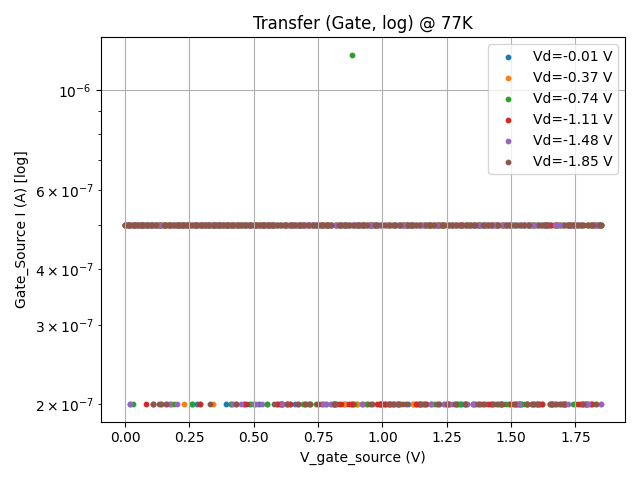 Transfer (Gate, log) @ 77K
Gate_Source I (A) [log]
10⁻⁶
6 × 10⁻⁷
4 × 10⁻⁷
3 × 10⁻⁷
2 × 10⁻⁷
Vd=-0.01 V
Vd=-0.37 V
Vd=-0.74 V
Vd=-1.11 V
Vd=-1.48 V
Vd=-1.85 V
0.00 0.25 0.50 0.75 1.00 1.25 1.50 1.75
V_gate_source (V)